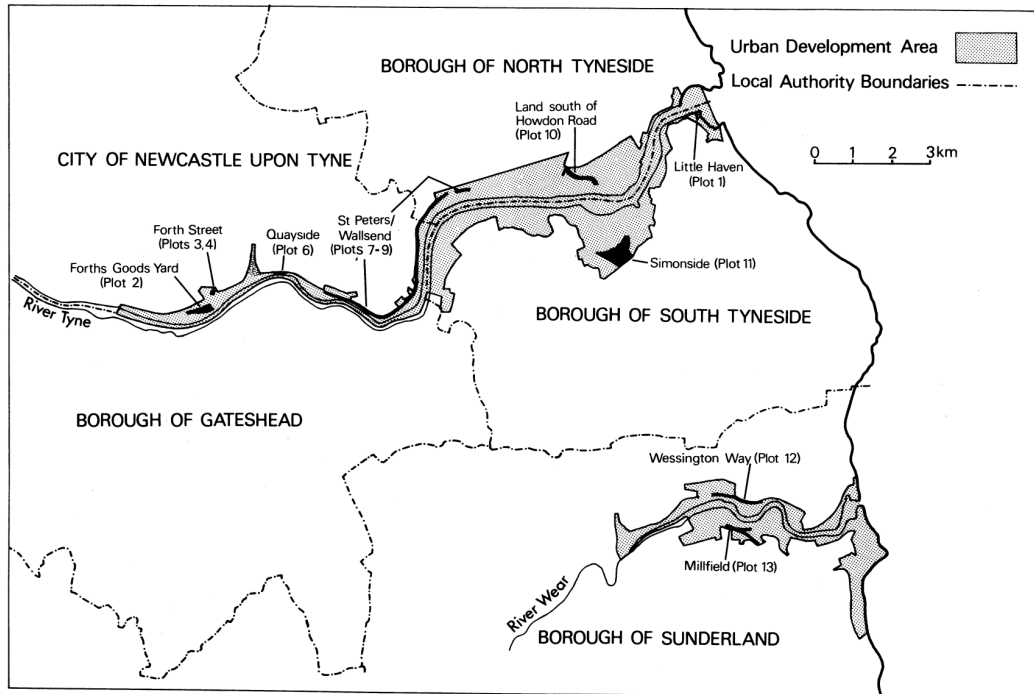 Urban Development Area
BOROUGH OF NORTH TYNESIDE
Local Authority Boundaries
Land south of
Howdon Road
(Plot 10)
CITY OF NEWCASTLE UPON TYNE
0 1 2 3km
Little Haven
(Plot 1)
St Peters/
Wallsend
(Plots 7-9)
Forth Street
(Plots 3,4)
Quayside
(Plot 6)
Forths Goods Yard
(Plot 2)
Simonside (Plot 11)
River Tyne
BOROUGH OF SOUTH TYNESIDE
BOROUGH OF GATESHEAD
Wessington Way (Plot 12)
Millfield (Plot 13)
River Wear
BOROUGH OF SUNDERLAND